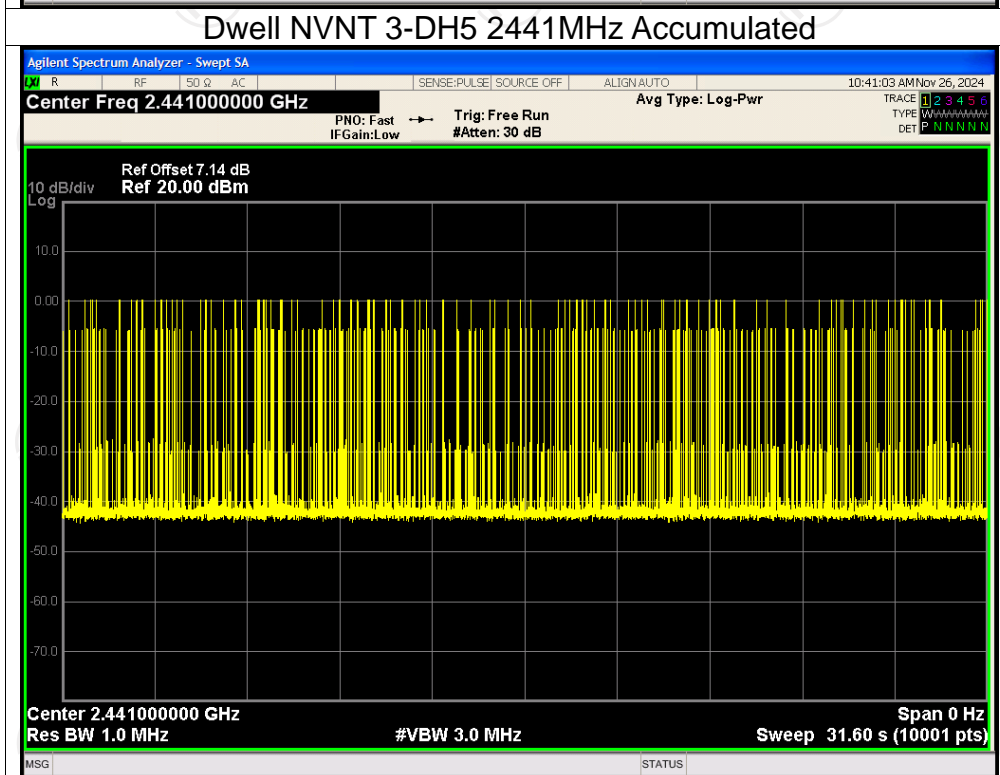 Dwell NVNT 3-DH5 2441MHz Accumulated
Agilent Spectrum Analyzer - Swept SA
LXI R RF 50 Ω AC SENSE:PULSE SOURCE OFF ALIGN AUTO 10:41:03 AM Nov 26, 2024
Center Freq 2.441000000 GHz Avg Type: Log-Pwr TRACE 1 2 3 4 5 6
PNO: Fast Trig: Free Run TYPE WWWWWW
IFGain:Low #Atten: 30 dB DET P N N N N N
Ref Offset 7.14 dB
10 dB/div Ref 20.00 dBm
Log
10.0
0.00
-10.0
-20.0
-30.0
-40.0
-50.0
-60.0
-70.0
Center 2.441000000 GHz Span 0 Hz
Res BW 1.0 MHz #VBW 3.0 MHz Sweep 31.60 s (10001 pts)
MSG STATUS